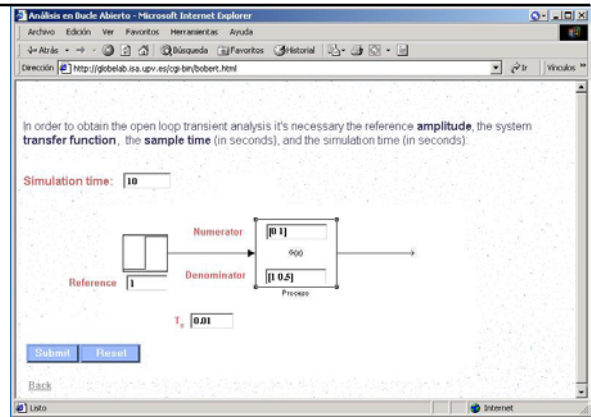 Análisis en Bucle Abierto - Microsoft Internet Explorer
Archivo Edición Ver Favoritos Herramientas Ayuda
Atrás Búsqueda Favoritos Historial
Dirección http://globelab.isa.upv.es/cgi-bin/bobert.html Ir Vínculos »
In order to obtain the open loop transient analysis it's necessary the reference amplitude, the system
transfer function, the sample time (in seconds), and the simulation time (in seconds):
Simulation time: 10
Numerator [0 1]
Denominator [1 0.5]
Reference 1
Proceso
0.01
Submit Reset
Back
Listo Internet